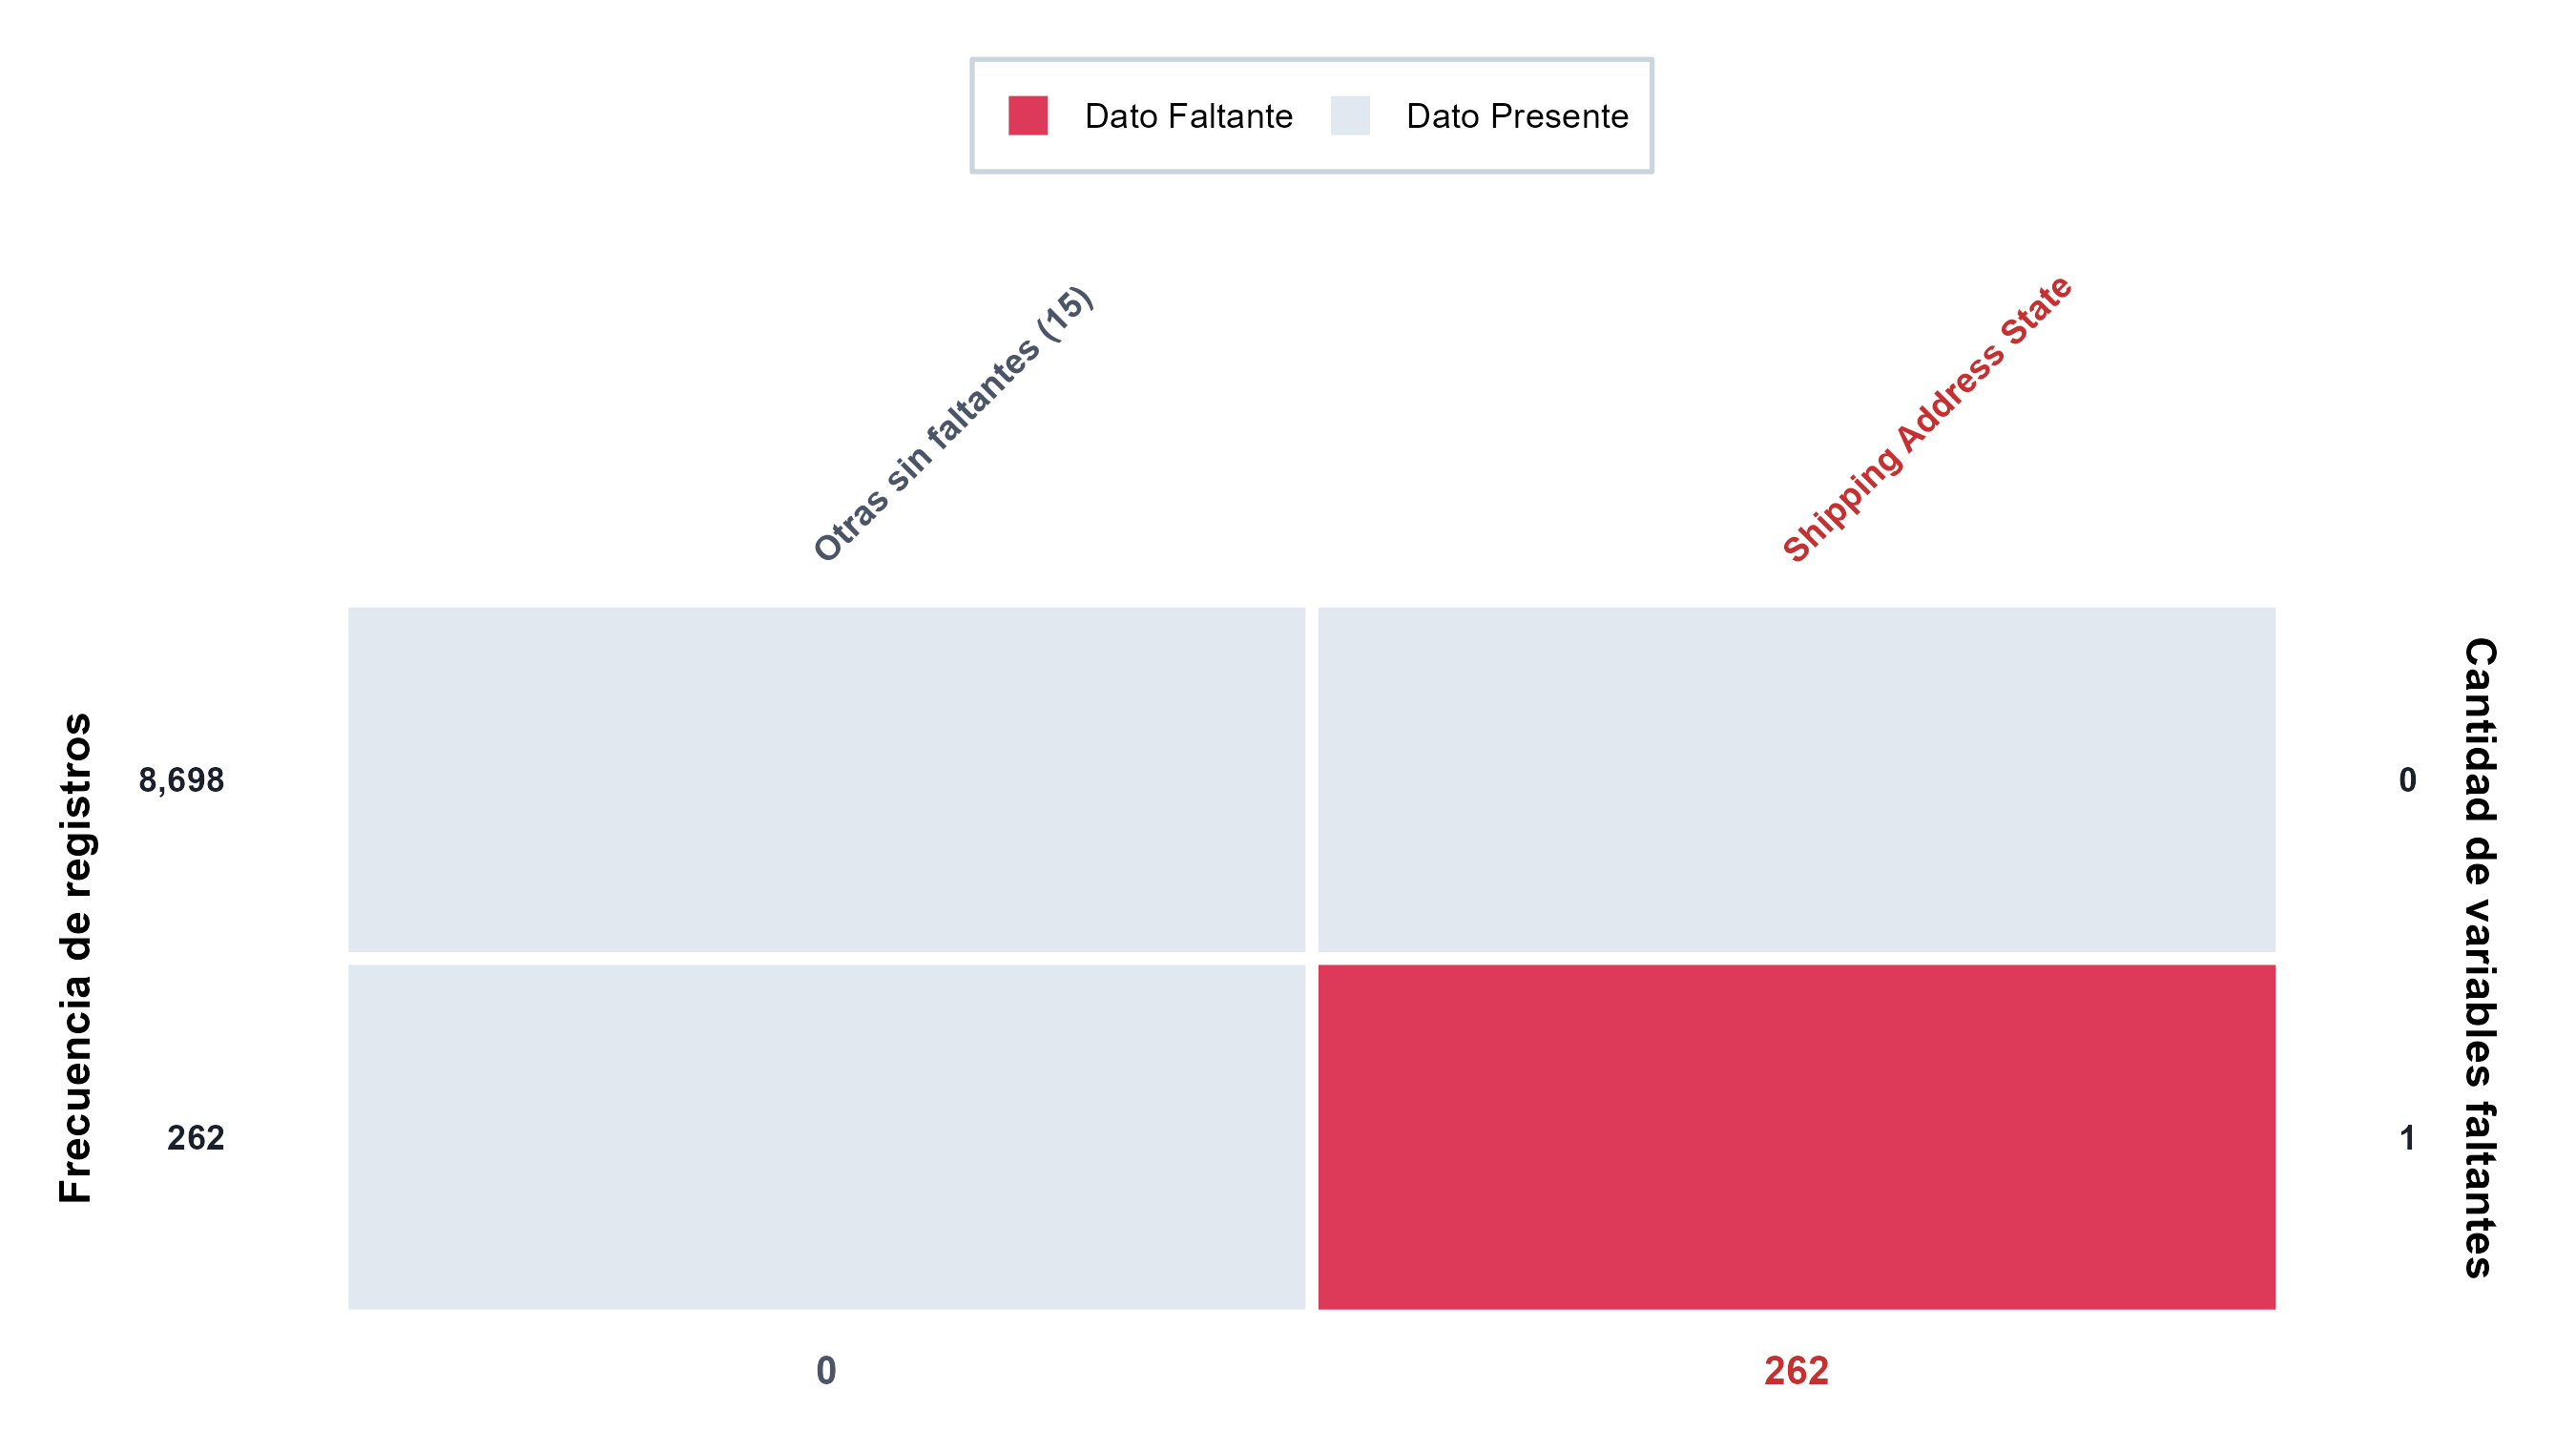 Dato Faltante
Dato Presente
Otras sin faltantes (15)
Shipping Address State
Frecuencia de registros
8,698
0
262
1
Cantidad de variables faltantes
0
262